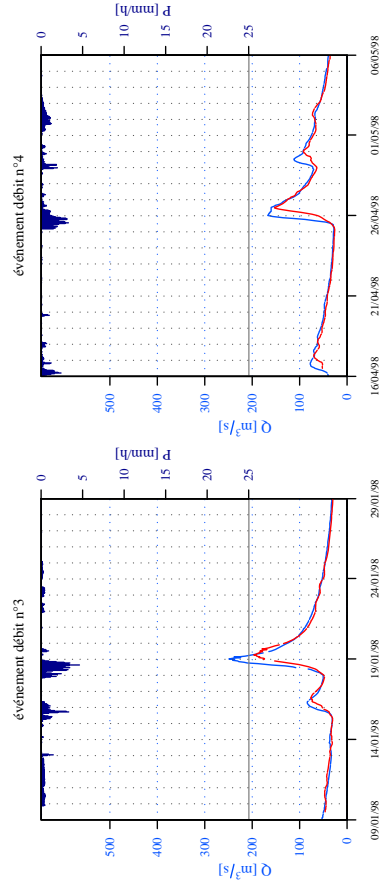 événement débit n°3
P [mm/h]
0 5 10 15 20 25
Q [m³/s]
0 100 200 300 400 500
09/01/98 14/01/98 19/01/98 24/01/98 29/01/98
événement débit n°4
P [mm/h]
0 5 10 15 20 25
Q [m³/s]
0 100 200 300 400 500
16/04/98 21/04/98 26/04/98 01/05/98 06/05/98